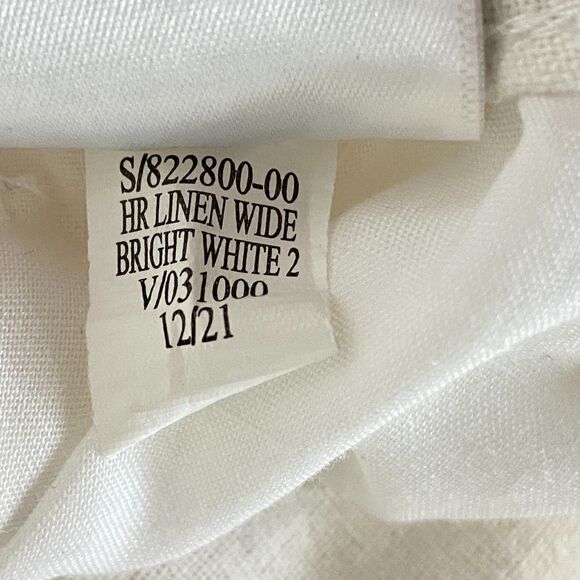 S/822800-00
HR LINEN WIDE
BRIGHT WHITE 2
V/031000
12/21